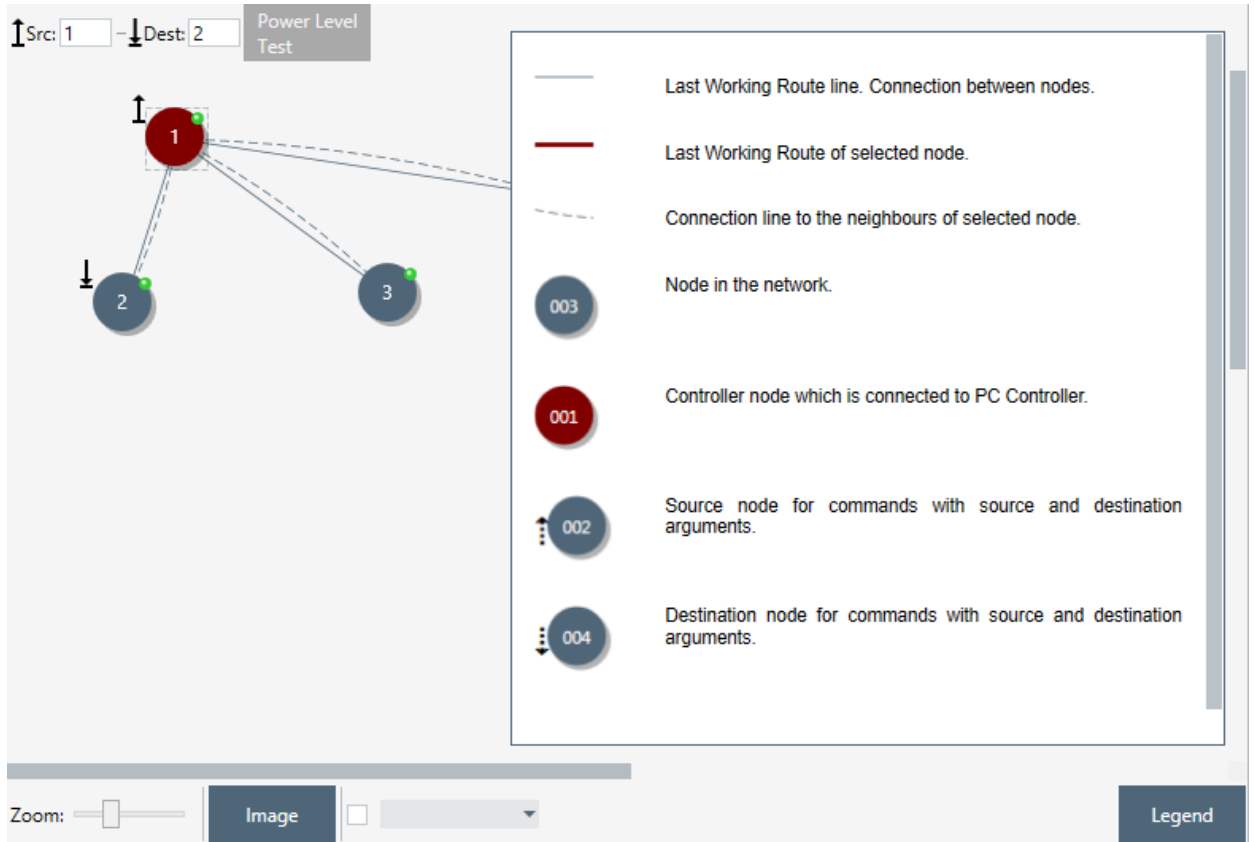 Src: 1 – Dest: 2
Power Level
Test
1
2
3
Last Working Route line. Connection between nodes.
Last Working Route of selected node.
Connection line to the neighbours of selected node.
003
Node in the network.
001
Controller node which is connected to PC Controller.
002
Source node for commands with source and destination
arguments.
004
Destination node for commands with source and destination
arguments.
Zoom:
Image
Legend